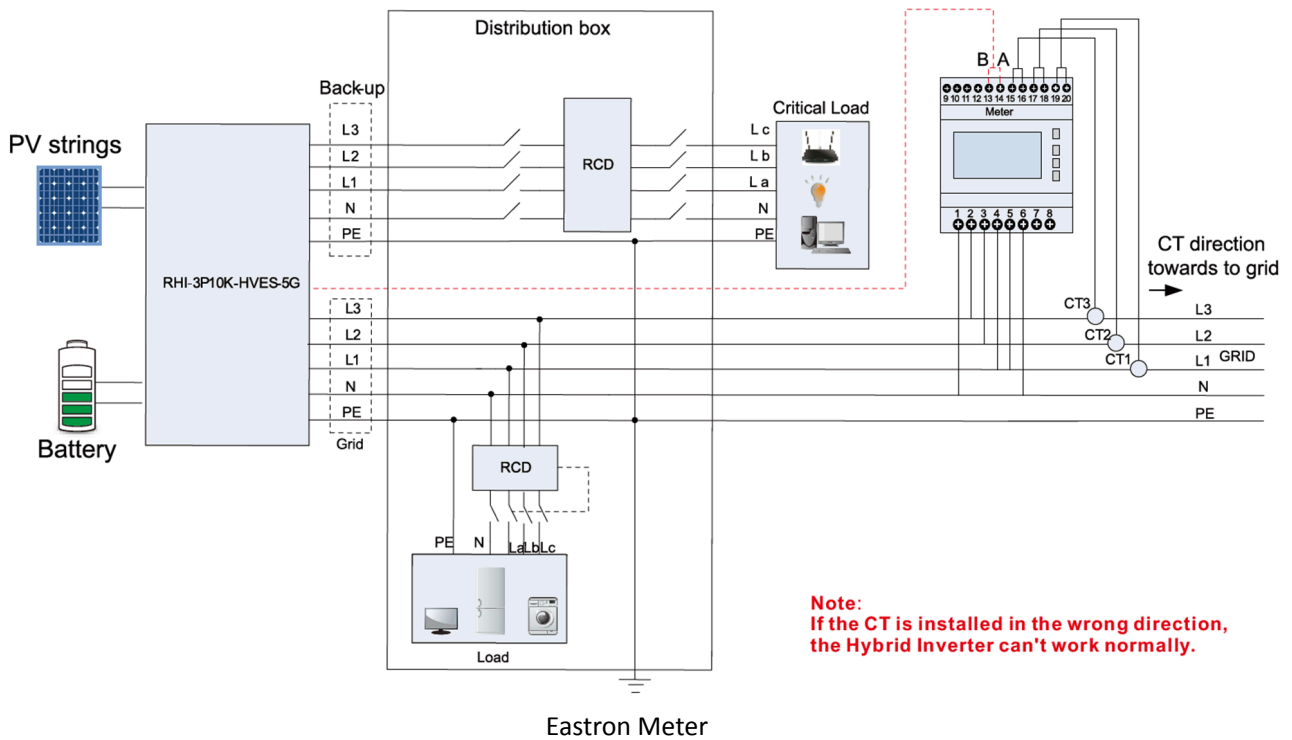 Distribution box
Back-up
PV strings
L3
L2
L1
N
PE
RCD
Critical Load
L c
L b
L a
N
PE
B A
9 10 11 12 13 14 15 16 17 18 19 20
Meter
1 2 3 4 5 6 7 8
CT direction
towards to grid
RHI-3P10K-HVES-5G
L3
L2
L1
N
PE
Grid
CT3
CT2
CT1
L3
L2
L1 GRID
N
PE
Battery
RCD
PE N LaLbLc
Load
Note:
If the CT is installed in the wrong direction,
the Hybrid Inverter can't work normally.
Eastron Meter